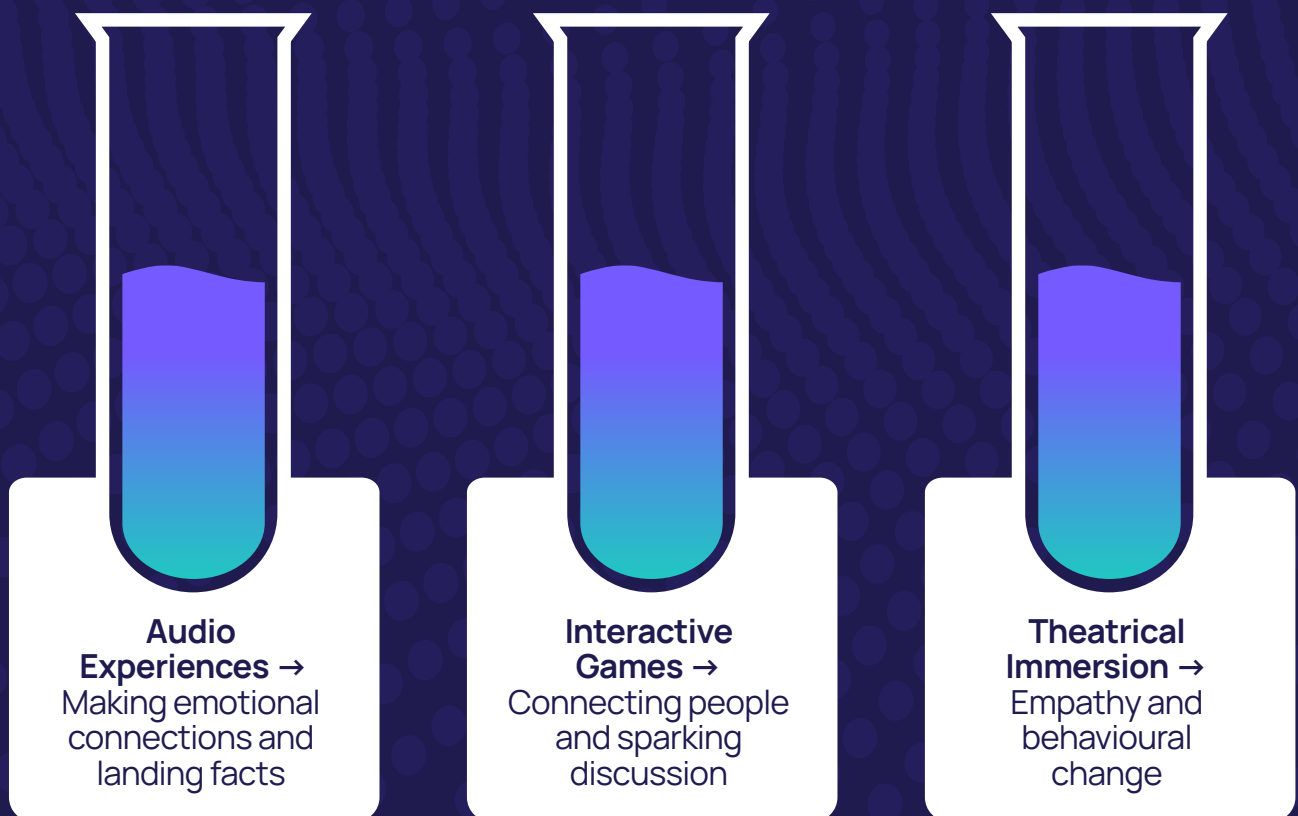 Audio
Experiences →
Making emotional
connections and
landing facts
Interactive
Games →
Connecting people
and sparking
discussion
Theatrical
Immersion →
Empathy and
behavioural
change